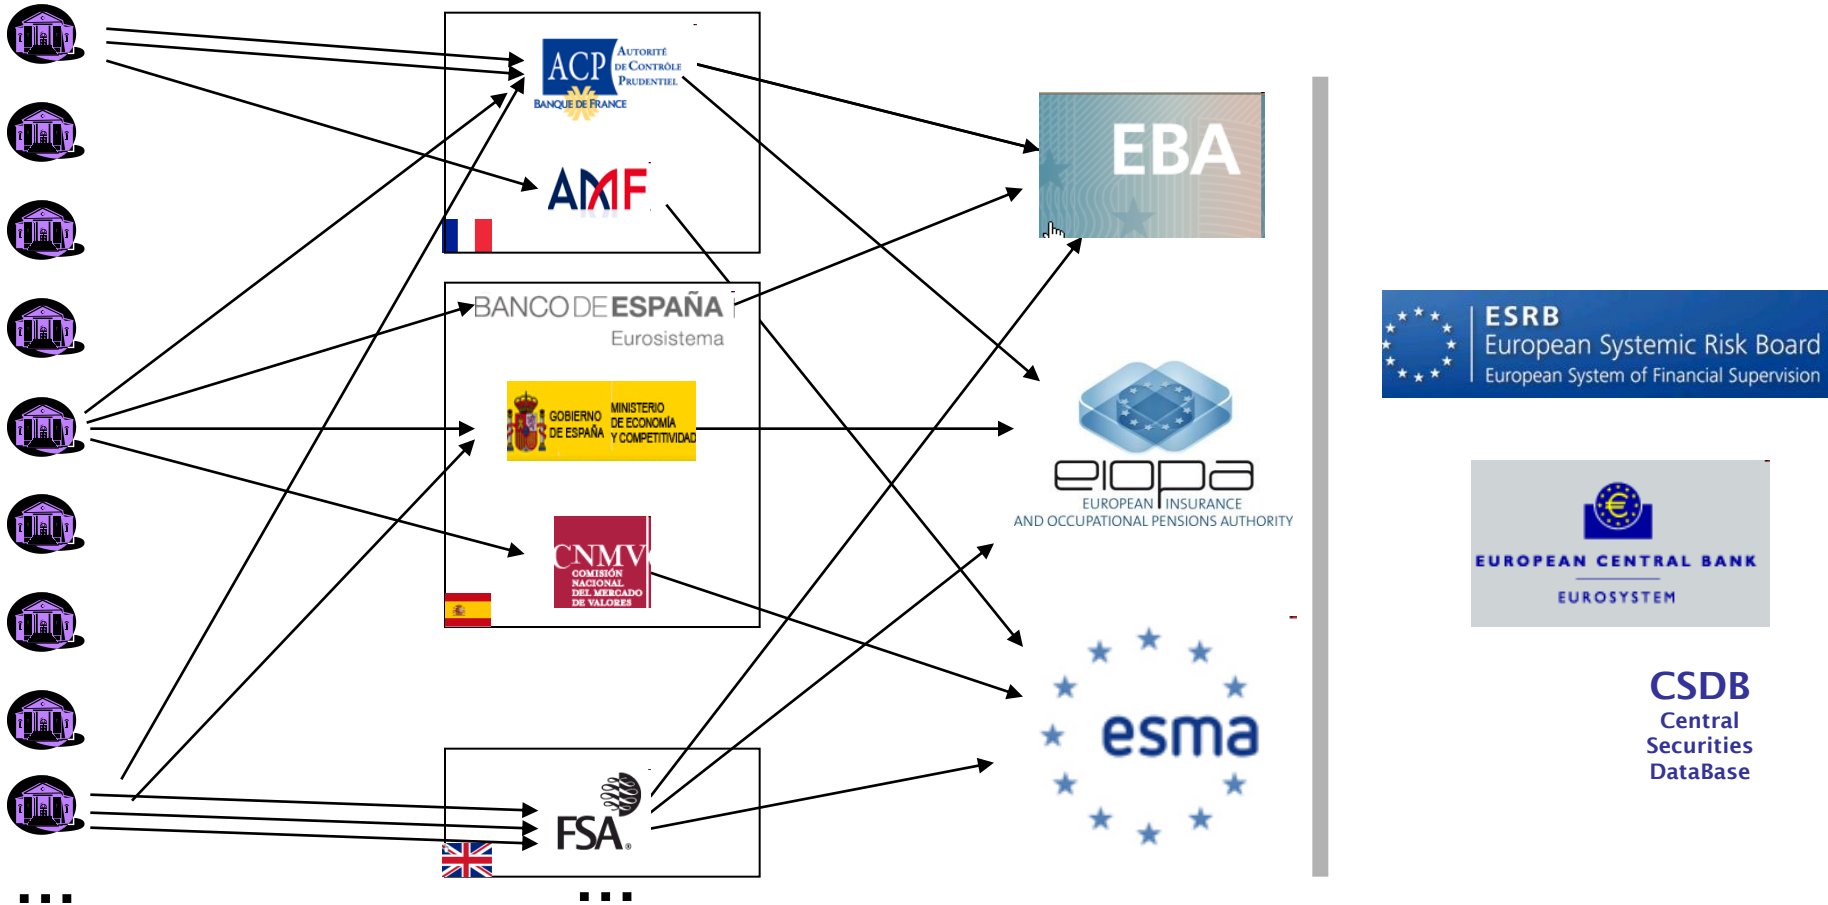 ACP
AUTORITÉ
DE CONTRÔLE
PRUDENTIEL
BANQUE DE FRANCE
AMF
BANCO DE ESPAÑA
Eurosistema
GOBIERNO
DE ESPAÑA
MINISTERIO
DE ECONOMÍA
Y COMPETITIVIDAD
CNMV
COMISIÓN
NACIONAL
DEL MERCADO
DE VALORES
FSA®
...
...
EBA
eiopa
EUROPEAN INSURANCE
AND OCCUPATIONAL PENSIONS AUTHORITY
esma
ESRB
European Systemic Risk Board
European System of Financial Supervision
€
EUROPEAN CENTRAL BANK
EUROSYSTEM
CSDB
Central
Securities
DataBase